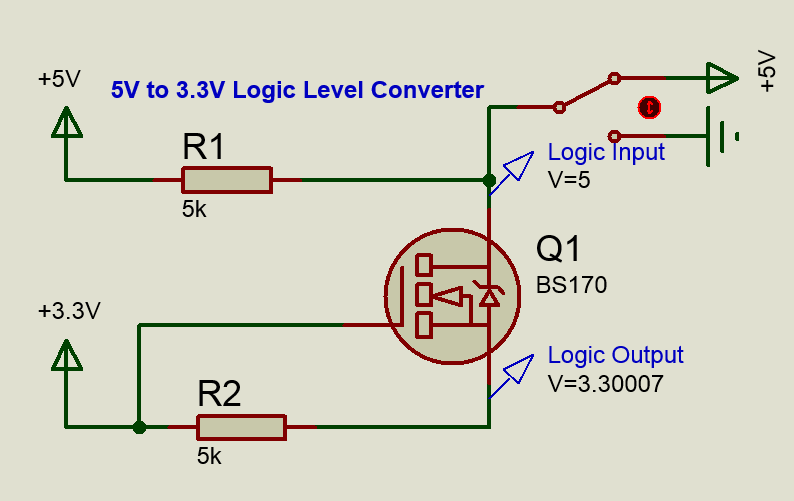 +5V
5V to 3.3V Logic Level Converter
+5V
R1
5k
Logic Input
V=5
Q1
BS170
+3.3V
Logic Output
V=3.30007
R2
5k